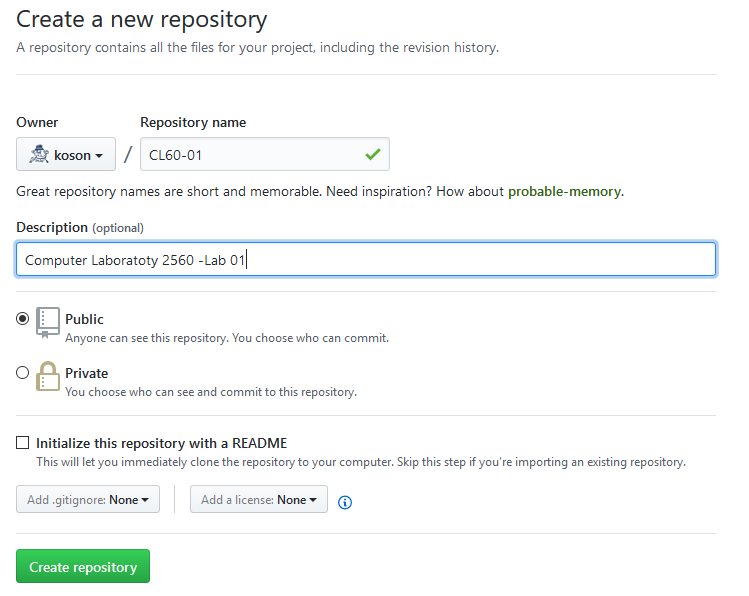 Create a new repository
A repository contains all the files for your project, including the revision history.
Owner
Repository name
koson / CL60-01
Great repository names are short and memorable. Need inspiration? How about probable-memory.
Description (optional)
Computer Laboratoty 2560 -Lab 01
Public
Anyone can see this repository. You choose who can commit.
Private
You choose who can see and commit to this repository.
Initialize this repository with a README
This will let you immediately clone the repository to your computer. Skip this step if you're importing an existing repository.
Add .gitignore: None
Add a license: None
Create repository